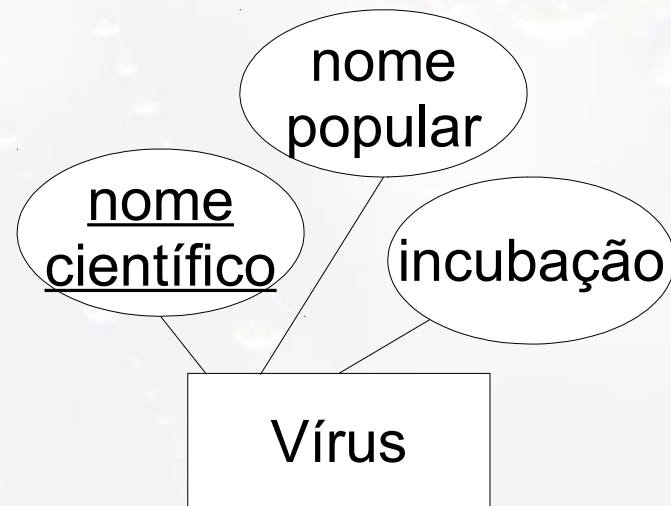 nome
popular
nome
científico
incubação
Vírus